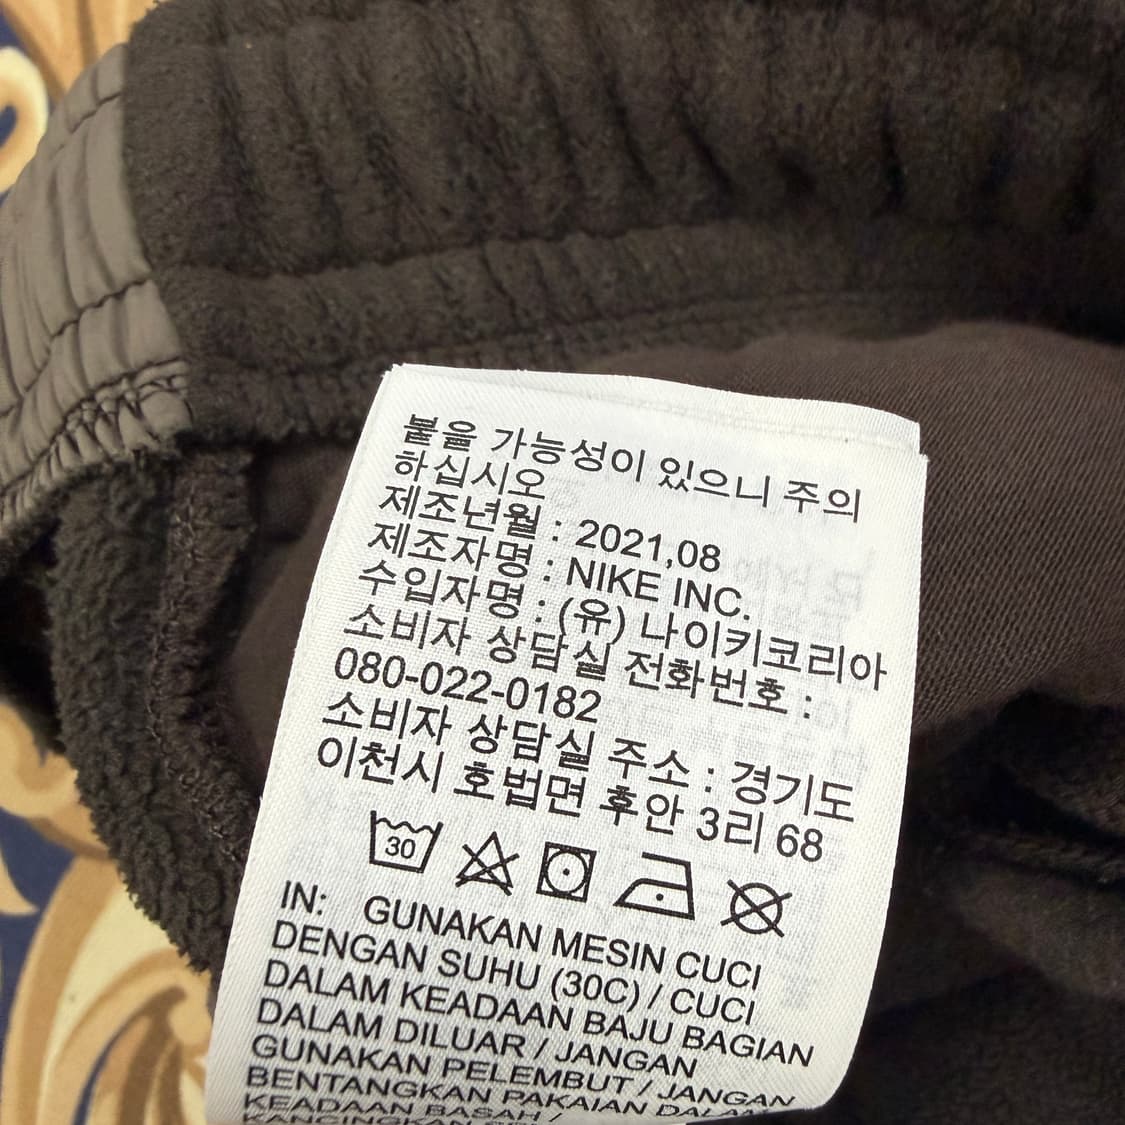 붙을 가능성이 있으니 주의
하십시오
제조년월 : 2021,08
제조자명 : NIKE INC.
수입자명 : (유) 나이키코리아
소비자 상담실 전화번호 :
080-022-0182
소비자 상담실 주소 : 경기도
이천시 호법면 후안 3리 68
30
IN: GUNAKAN MESIN CUCI
DENGAN SUHU (30C) / CUCI
DALAM KEADAAN BAJU BAGIAN
DALAM DILUAR / JANGAN
GUNAKAN PELEMBUT / JANGAN
BENTANGKAN PAKAIAN DALAM
KEADAAN BASAH /
KANCINGKAN